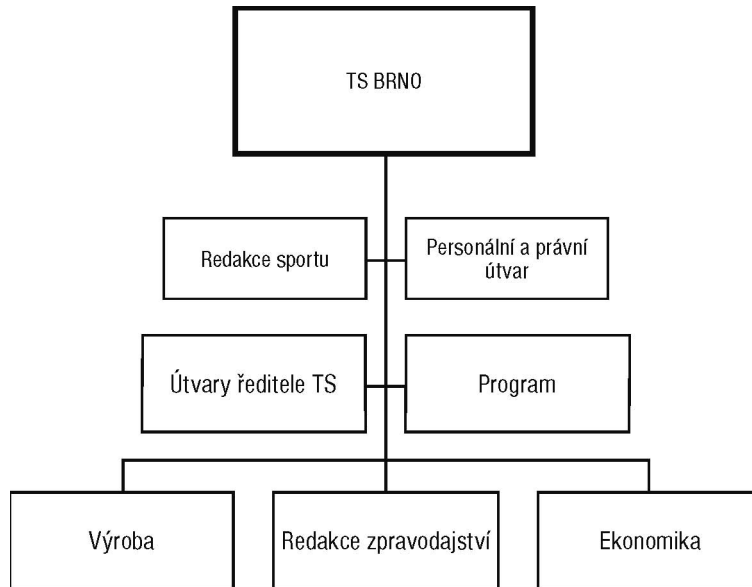 TS BRNO
Redakce sportu
Personální a právní
útvar
Útvary ředitele TS
Program
Výroba
Redakce zpravodajství
Ekonomika